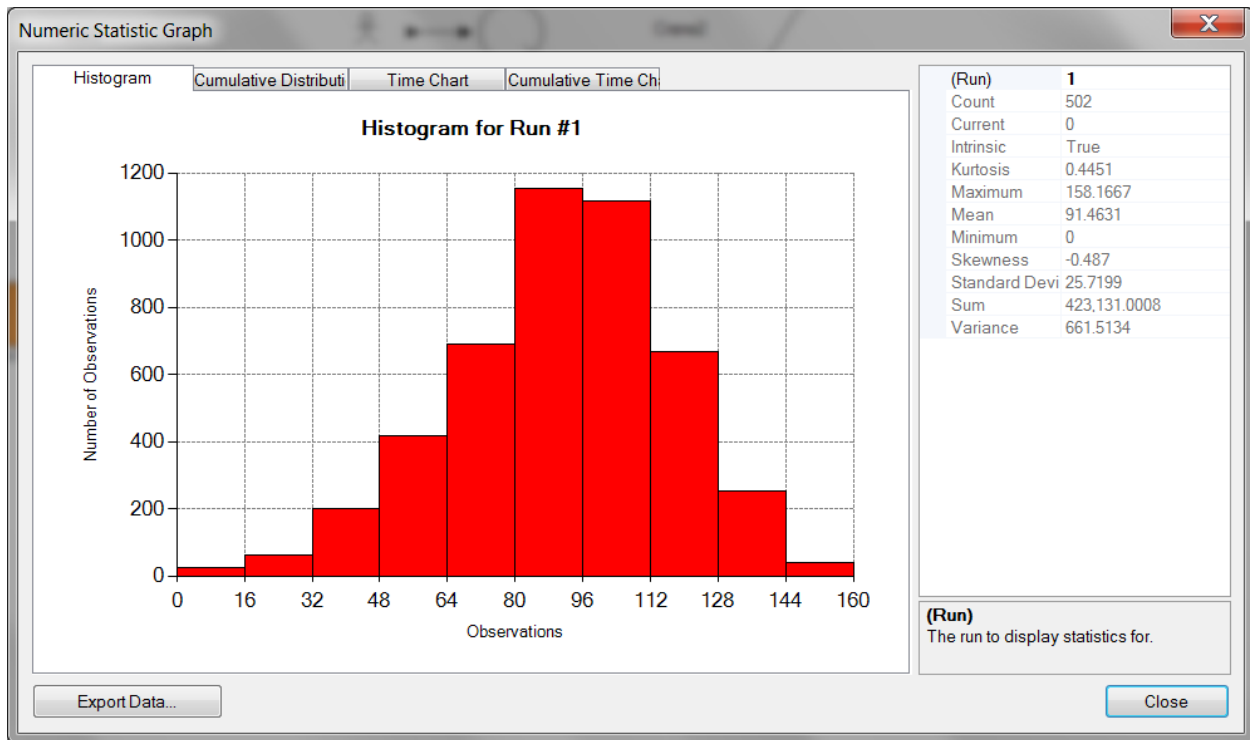 Numeric Statistic Graph
X
Histogram
Cumulative Distributi
Time Chart
Cumulative Time Cha
Histogram for Run #1
Number of Observations
1200
1000
800
600
400
200
0
0 16 32 48 64 80 96 112 128 144 160
Observations
(Run) 1
Count 502
Current 0
Intrinsic True
Kurtosis 0.4451
Maximum 158.1667
Mean 91.4631
Minimum 0
Skewness -0.487
Standard Devi 25.7199
Sum 423,131.0008
Variance 661.5134
(Run)
The run to display statistics for.
Export Data...
Close